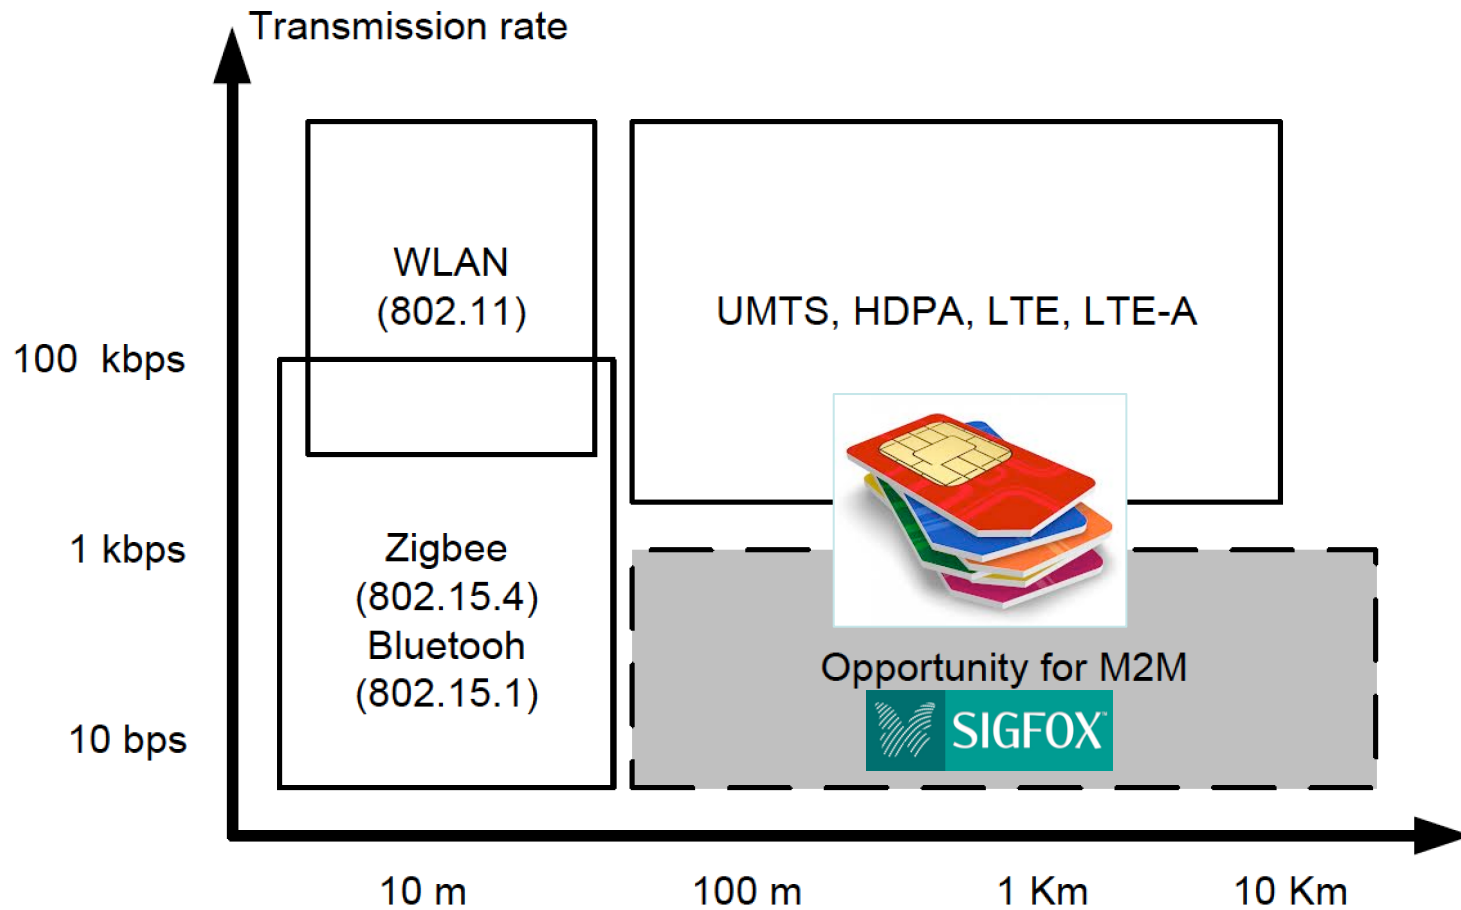 Transmission rate
WLAN
(802.11)
UMTS, HDPA, LTE, LTE-A
100 kbps
1 kbps
Zigbee
(802.15.4)
Bluetooh
(802.15.1)
Opportunity for M2M
SIGFOX™
10 bps
10 m
100 m
1 Km
10 Km